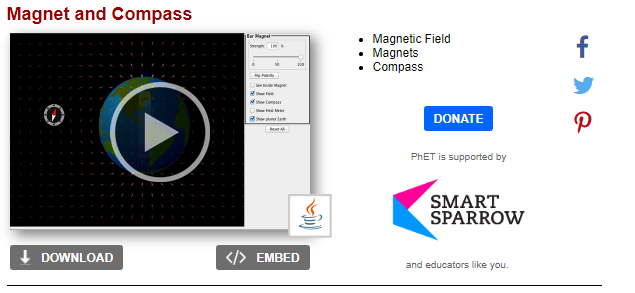 Magnet and Compass
Bar Magnet
Strength: 100 %
0 50 100
Flip Polarity
See Inside Magnet
Show Field
Show Compass
Show Field Meter
Show planet Earth
Reset All
DOWNLOAD
EMBED
Magnetic Field
Magnets
Compass
DONATE
PhET is supported by
SMART
SPARROW
and educators like you.